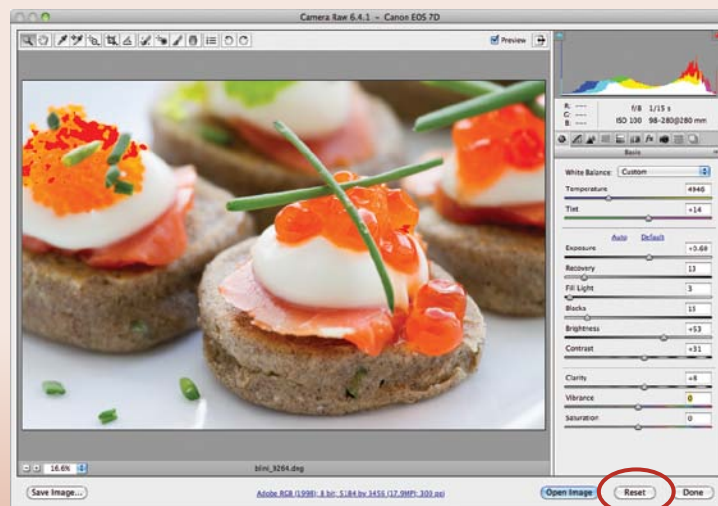 Camera Raw 6.4.1 – Canon EOS 7D
Preview
R: ---
G: ---
B: ---
f/8 1/15 s
ISO 100 98-280@280 mm
Basic
White Balance: Custom
Temperature 4946
Tint +14
Auto Default
Exposure +0.60
Recovery 13
Fill Light 3
Blacks 15
Brightness +53
Contrast +31
Clarity +8
Vibrance 0
Saturation 0
16.6%
blini_9264.dng
Save Image...
Adobe RGB (1998); 8 bit; 5184 by 3456 (17.9MP); 300 ppi
Open Image
Reset
Done